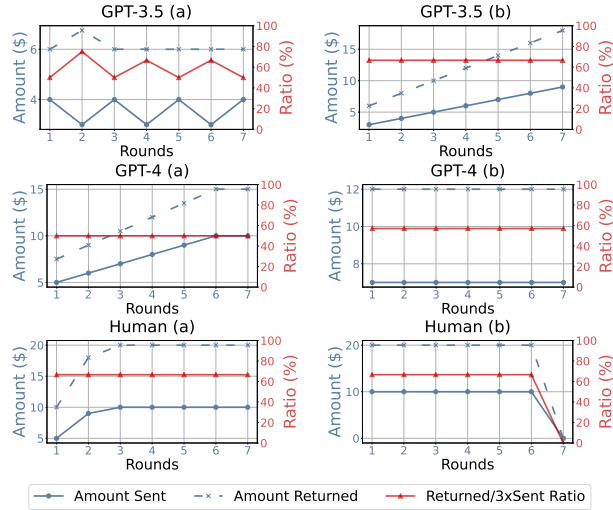 GPT-3.5 (a)
Amount ($)
6
4
100
80
60
40
20
0
Ratio (%)
1 2 3 4 5 6 7
Rounds
GPT-3.5 (b)
Amount ($)
15
10
5
100
80
60
40
20
0
Ratio (%)
1 2 3 4 5 6 7
Rounds
GPT-4 (a)
Amount ($)
15
10
5
100
80
60
40
20
0
Ratio (%)
1 2 3 4 5 6 7
Rounds
GPT-4 (b)
Amount ($)
12
10
8
100
80
60
40
20
0
Ratio (%)
1 2 3 4 5 6 7
Rounds
Human (a)
Amount ($)
20
15
10
5
100
80
60
40
20
0
Ratio (%)
1 2 3 4 5 6 7
Rounds
Human (b)
Amount ($)
20
10
0
100
80
60
40
20
0
Ratio (%)
1 2 3 4 5 6 7
Rounds
Amount Sent
Amount Returned
Returned/3xSent Ratio